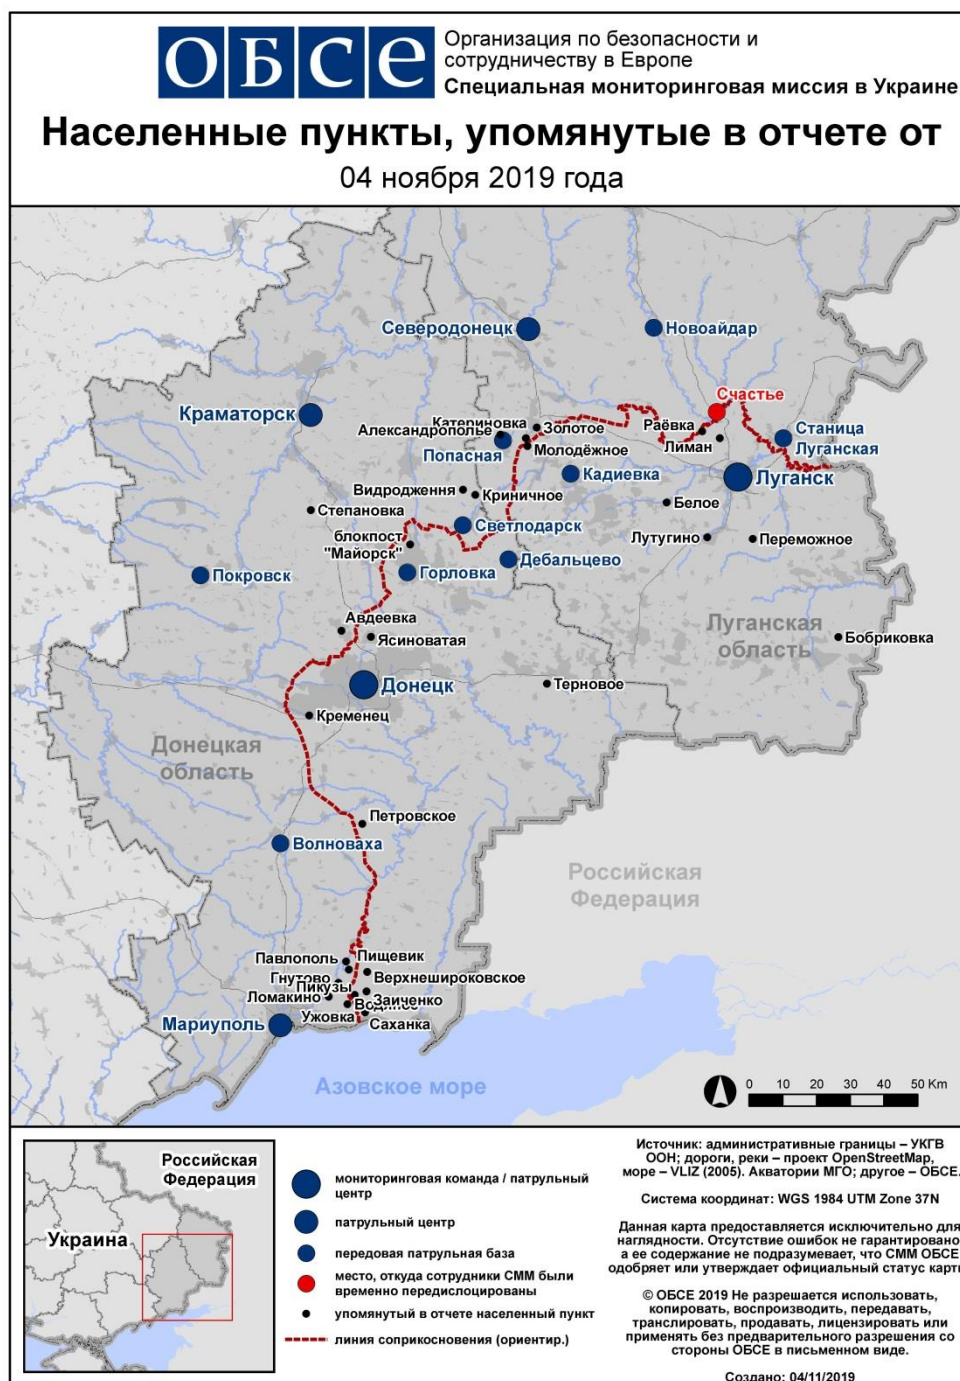 ОБСЕ
Организация по безопасности и
сотрудничеству в Европе
Специальная мониторинговая миссия в Украине
Населенные пункты, упомянутые в отчете от
04 ноября 2019 года
Северодонецк
Новоайдар
Счастье
Краматорск
Катериновка
Золотое
Александрополье
Раёвка
Станица
Луганская
Попасная
Молодёжное
Лиман
Кадиевка
Луганск
Видродження
Криничное
Белое
Степановка
Светлодарск
блокпост
"Майорск"
Лутугино
Переможное
Дебальцево
Покровск
Горловка
Авдеевка
Ясиноватая
Луганская
область
Бобриковка
Донецк
Терновое
Кременец
Донецкая
область
Петровское
Волноваха
Российская
Федерация
Павлополь
Пищевик
Гнутово
Верхнешироковское
Пикузы
Ломакино
Заиченко
Водяное
Ужовка
Саханка
Мариуполь
Азовское море
0 10 20 30 40 50 Km
Российская
Федерация
Украина
мониторинговая команда / патрульный
центр
патрульный центр
передовая патрульная база
место, откуда сотрудники СММ были
временно передислоцированы
упомянутый в отчете населенный пункт
линия соприкосновения (ориентир.)
Источник: административные границы – УКГВ
ООН; дороги, реки – проект OpenStreetMap,
море – VLIZ (2005). Акватории МГО; другое – ОБСЕ.
Система координат: WGS 1984 UTM Zone 37N
Данная карта предоставляется исключительно для
наглядности. Отсутствие ошибок не гарантировано,
а ее содержание не подразумевает, что СММ ОБСЕ
одобряет или утверждает официальный статус карты
© ОБСЕ 2019 Не разрешается использовать,
копировать, воспроизводить, передавать,
транслировать, продавать, лицензировать или
применять без предварительного разрешения со
стороны ОБСЕ в письменном виде.
Создано: 04/11/2019